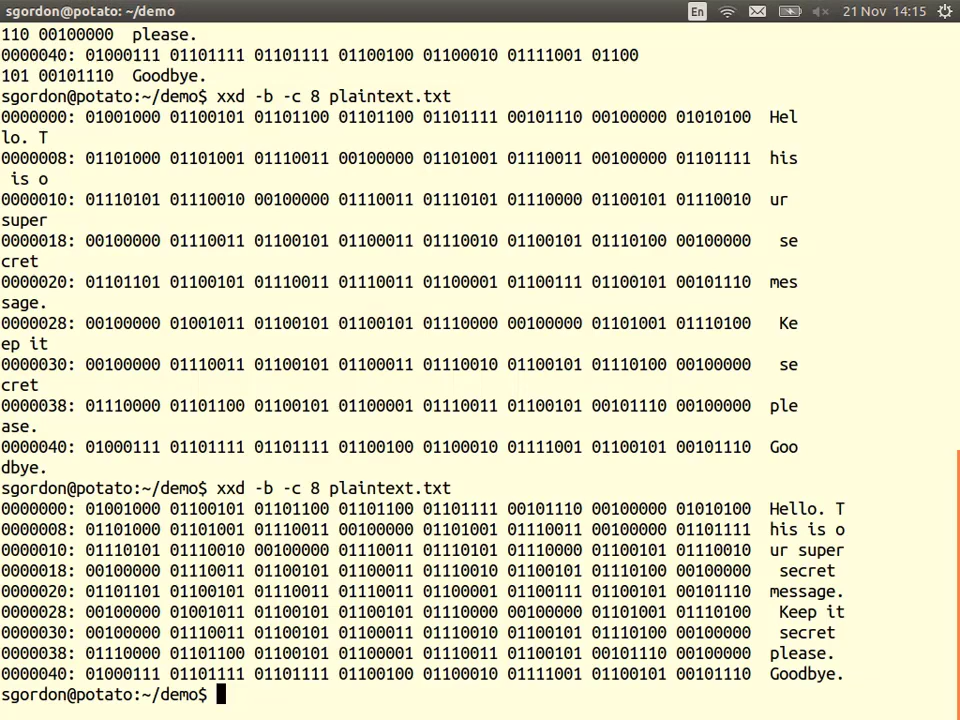 sgordon@potato: ~/demo
En
21 Nov 14:15
110 00100000  please.
0000040: 01000111 01101111 01101111 01100100 01100010 01111001 01100
101 00101110  Goodbye.
sgordon@potato:~/demo$ xxd -b -c 8 plaintext.txt
0000000: 01001000 01100101 01101100 01101100 01101111 00101110 00100000 01010100  Hel
lo. T
0000008: 01101000 01101001 01110011 00100000 01101001 01110011 00100000 01101111  his
 is o
0000010: 01110101 01110010 00100000 01110011 01110101 01110000 01100101 01110010  ur
super
0000018: 00100000 01110011 01100101 01100011 01110010 01100101 01110100 00100000   se
cret
0000020: 01101101 01100101 01110011 01110011 01100001 01100111 01100101 00101110  mes
sage.
0000028: 00100000 01001011 01100101 01100101 01110000 00100000 01101001 01110100   Ke
ep it
0000030: 00100000 01110011 01100101 01100011 01110010 01100101 01110100 00100000   se
cret
0000038: 01110000 01101100 01100101 01100001 01110011 01100101 00101110 00100000  ple
ase.
0000040: 01000111 01101111 01101111 01100100 01100010 01111001 01100101 00101110  Goo
dbye.
sgordon@potato:~/demo$ xxd -b -c 8 plaintext.txt
0000000: 01001000 01100101 01101100 01101100 01101111 00101110 00100000 01010100  Hello. T
0000008: 01101000 01101001 01110011 00100000 01101001 01110011 00100000 01101111  his is o
0000010: 01110101 01110010 00100000 01110011 01110101 01110000 01100101 01110010  ur super
0000018: 00100000 01110011 01100101 01100011 01110010 01100101 01110100 00100000   secret
0000020: 01101101 01100101 01110011 01110011 01100001 01100111 01100101 00101110  message.
0000028: 00100000 01001011 01100101 01100101 01110000 00100000 01101001 01110100   Keep it
0000030: 00100000 01110011 01100101 01100011 01110010 01100101 01110100 00100000   secret
0000038: 01110000 01101100 01100101 01100001 01110011 01100101 00101110 00100000  please.
0000040: 01000111 01101111 01101111 01100100 01100010 01111001 01100101 00101110  Goodbye.
sgordon@potato:~/demo$